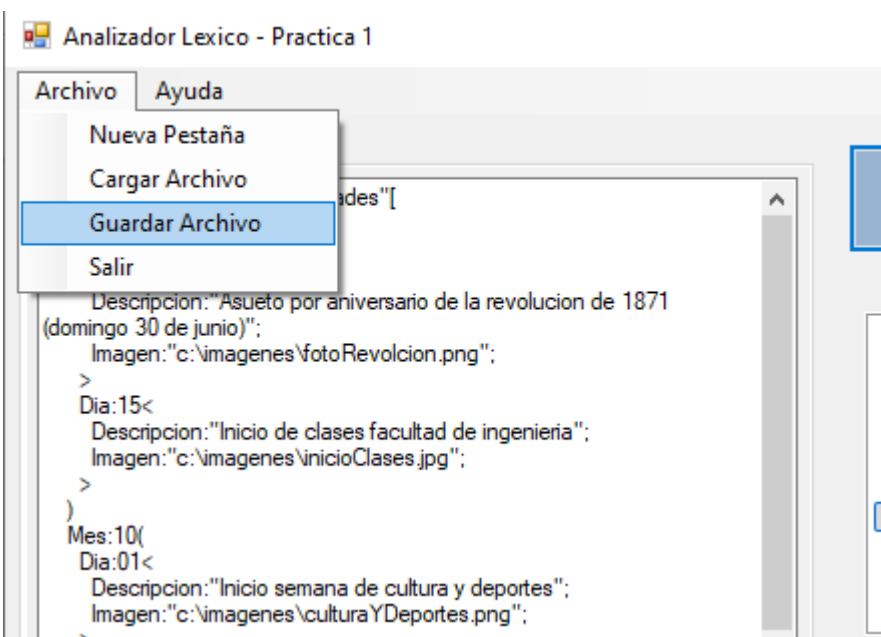 Analizador Lexico - Practica 1
Archivo Ayuda
Nueva Pestaña
Cargar Archivo
Guardar Archivo
Salir
ades"[
Descripcion:"Asueto por aniversario de la revolucion de 1871
(domingo 30 de junio)";
Imagen:"c:\imagenes\fotoRevolcion.png";
>
Dia:15<
Descripcion:"Inicio de clases facultad de ingenieria";
Imagen:"c:\imagenes\inicioClases.jpg";
>
)
Mes:10(
Dia:01<
Descripcion:"Inicio semana de cultura y deportes";
Imagen:"c:\imagenes\culturaYDeportes.png";